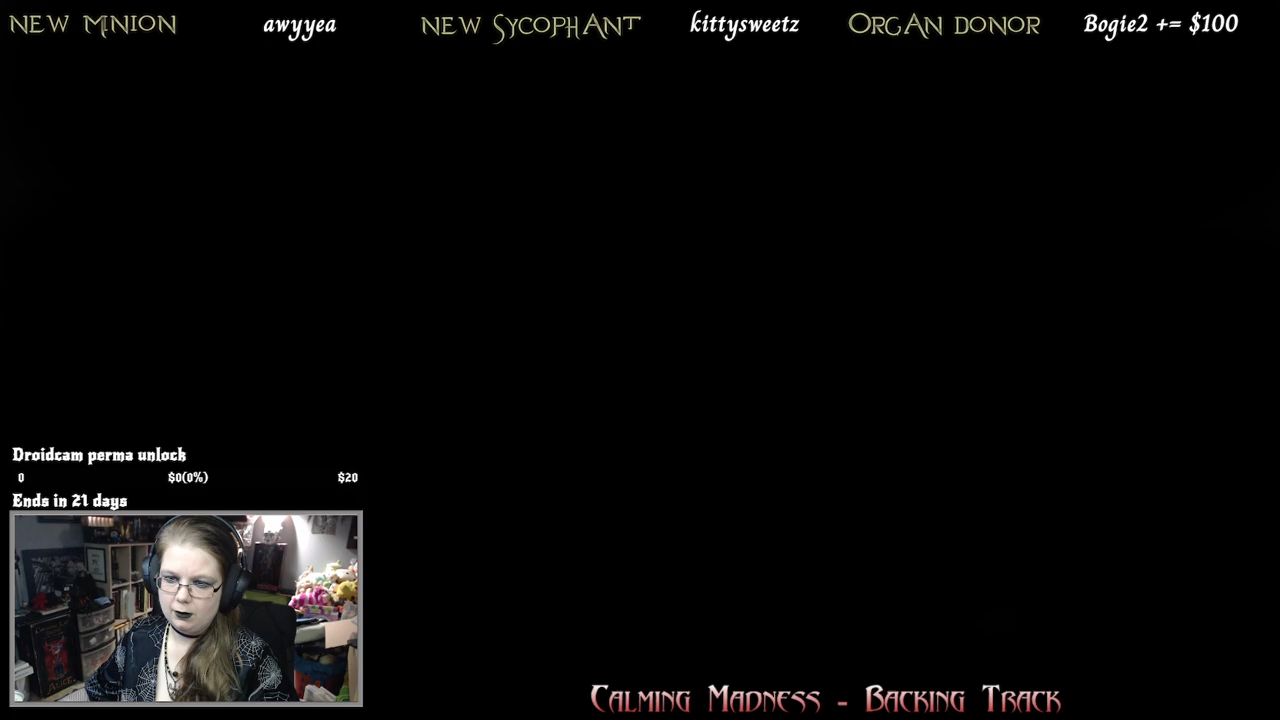 NEW MINION awyyea NEW SYCOPHANT kittysweetz ORGAN DONOR Bogie2 += $100
Droidcam perma unlock
0 $0(0%) $20
Ends in 21 days
ALICE
CALMING MADNESS - BACKING TRACK